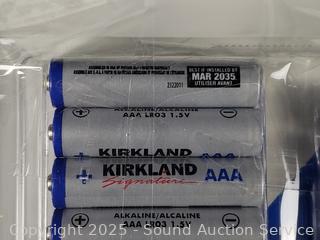 BEST IF INSTALLED BY
MAR 2035
UTILISER AVANT
ALKALINE/ALCALINE
AAA LR03 1.5V
KIRKLAND AAA
KIRKLAND
Signature AAA
ALKALINE/ALCALINE
AAA LR03 1.5V
Copyright 2025 - Sound Auction Service